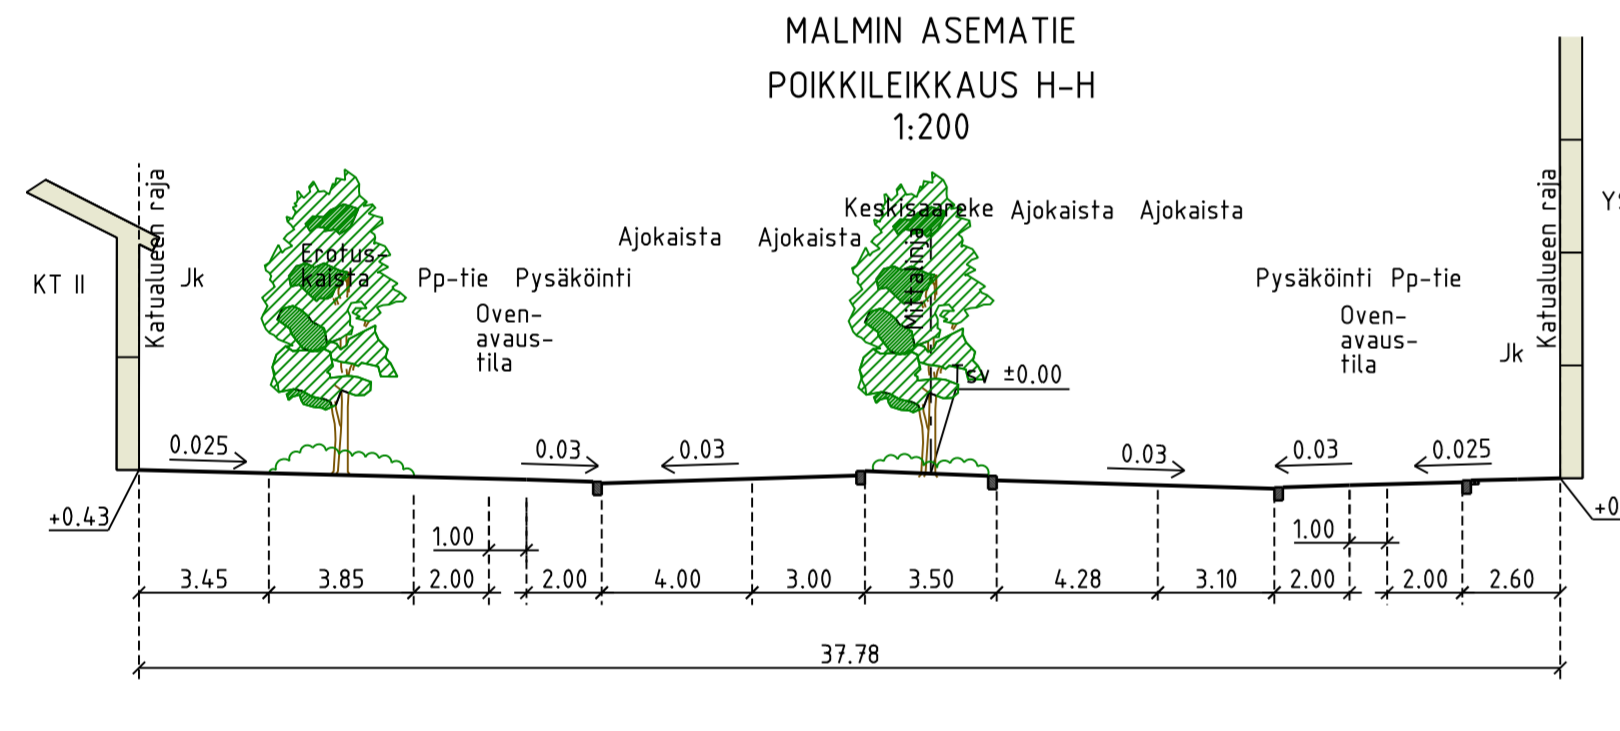 MALMIN ASEMATIE
POIKKILEIKKAUS H-H
1:200
Katualueen raja
KT II
Jk
Erotus-
kaista
Pp-tie
Pysäköinti
Oven-
avaus-
tila
Ajokaista
Ajokaista
Keskisaareke
Mittalinja
Ajokaista
Ajokaista
Tsv ±0.00
Pysäköinti
Pp-tie
Oven-
avaus-
tila
Jk
Katualueen raja
0.025
0.03
0.03
0.03
0.03
0.025
+0.43
1.00
1.00
3.45
3.85
2.00
2.00
4.00
3.00
3.50
4.28
3.10
2.00
2.00
2.60
37.78